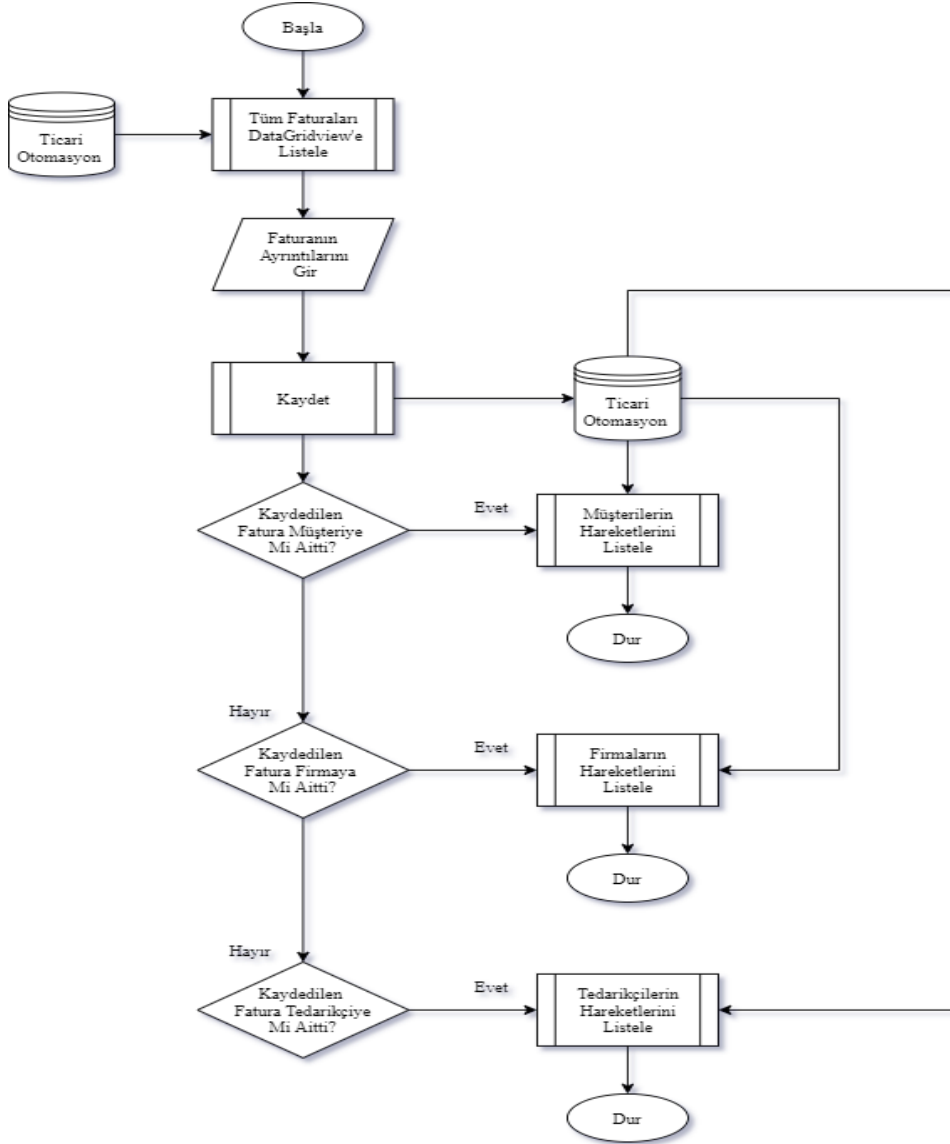 Başla
Ticari
Otomasyon
Tüm Faturaları
DataGridview'e
Listele
Faturanın
Ayrıntılarını
Gir
Kaydet
Ticari
Otomasyon
Kaydedilen
Fatura Müşteriye
Mi Aitti?
Evet
Müşterilerin
Hareketlerini
Listele
Dur
Hayır
Kaydedilen
Fatura Firmaya
Mi Aitti?
Evet
Firmaların
Hareketlerini
Listele
Dur
Hayır
Kaydedilen
Fatura Tedarikçiye
Mi Aitti?
Evet
Tedarikçilerin
Hareketlerini
Listele
Dur